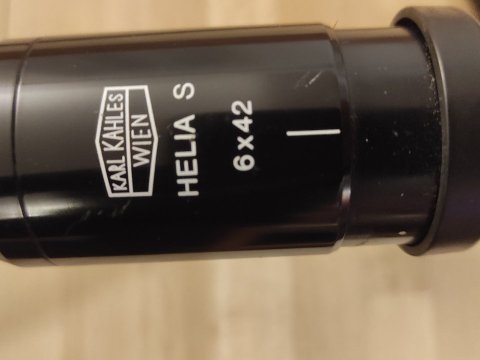 KARL KAHLES
WIEN
HELIA S
6x42